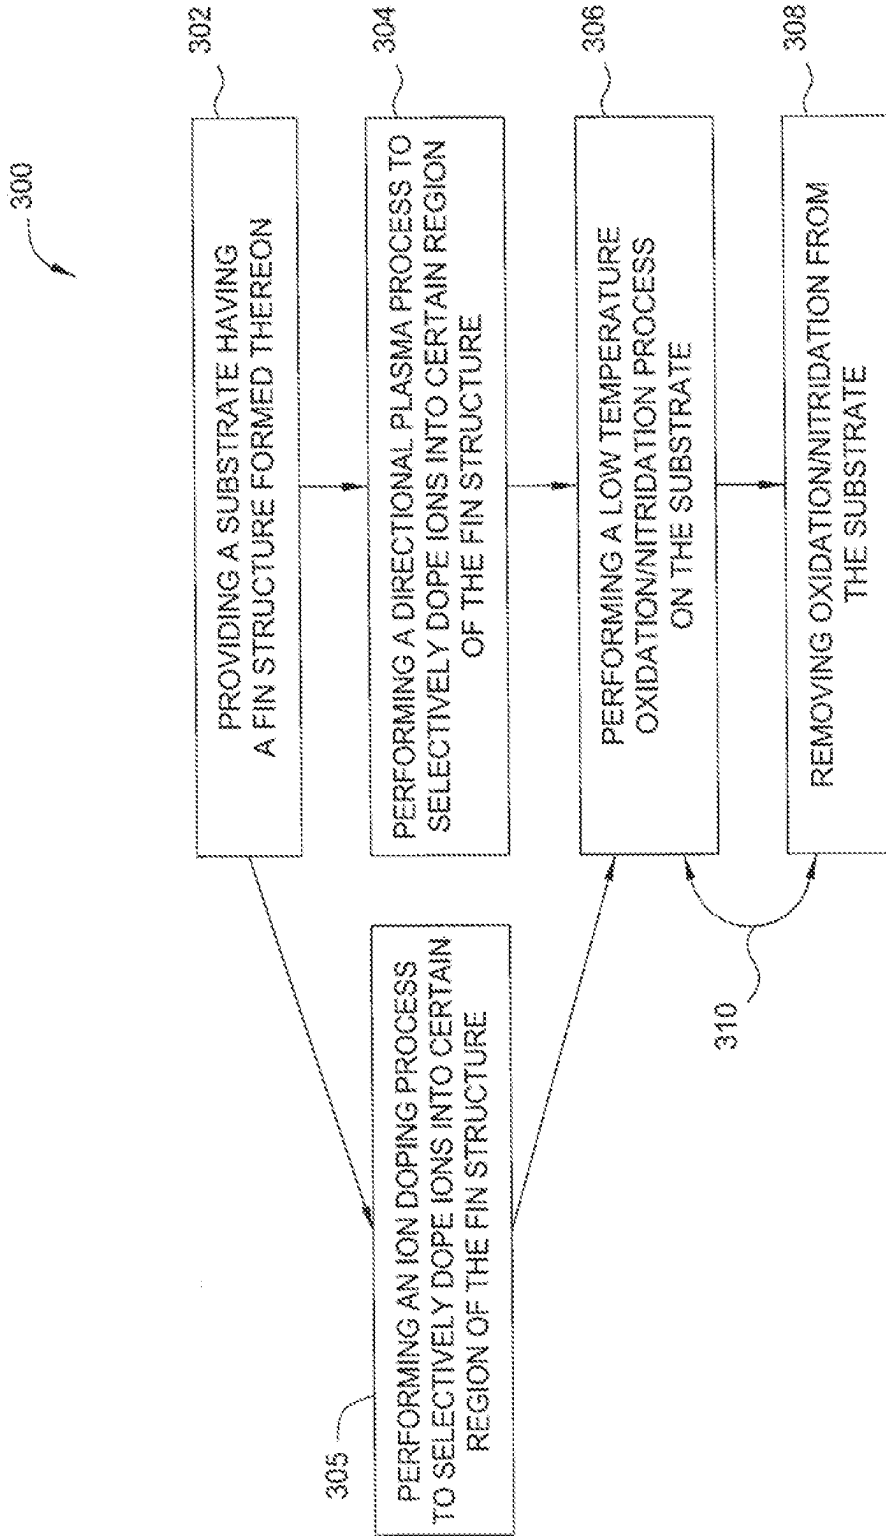 300
302
PROVIDING A SUBSTRATE HAVING
A FIN STRUCTURE FORMED THEREON
304
PERFORMING A DIRECTIONAL PLASMA PROCESS TO
SELECTIVELY DOPE IONS INTO CERTAIN REGION
OF THE FIN STRUCTURE
305
PERFORMING AN ION DOPING PROCESS
TO SELECTIVELY DOPE IONS INTO CERTAIN
REGION OF THE FIN STRUCTURE
306
PERFORMING A LOW TEMPERATURE
OXIDATION/NITRIDATION PROCESS
ON THE SUBSTRATE
310
308
REMOVING OXIDATION/NITRIDATION FROM
THE SUBSTRATE